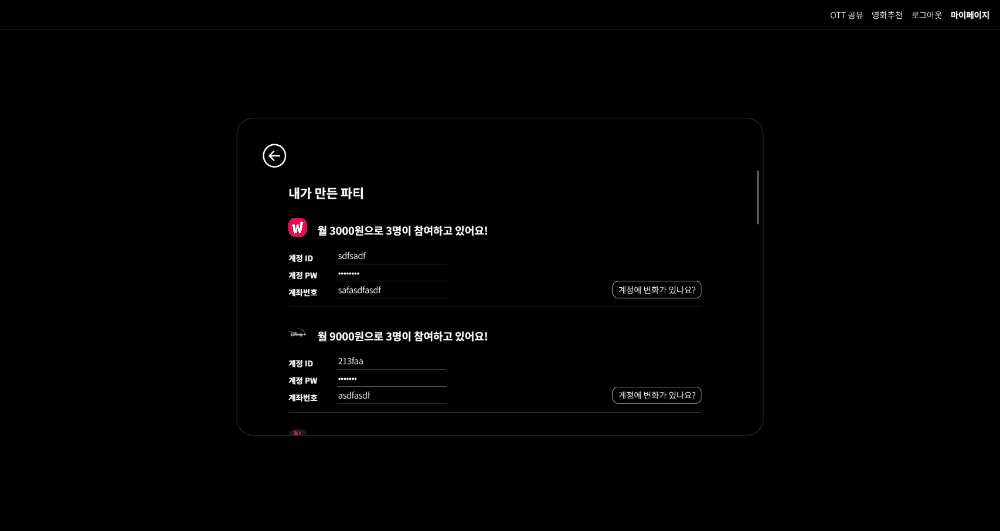 OTT 공유 영화추천 로그아웃 마이페이지
내가 만든 파티
W 월 3000원으로 3명이 참여하고 있어요!
계정 ID sdfsadf
계정 PW ••••••••
계좌번호 safasdfasdf 계정에 변화가 있나요?
Disney+ 월 9000원으로 3명이 참여하고 있어요!
계정 ID 213faa
계정 PW •••••••
계좌번호 asdfasdf 계정에 변화가 있나요?